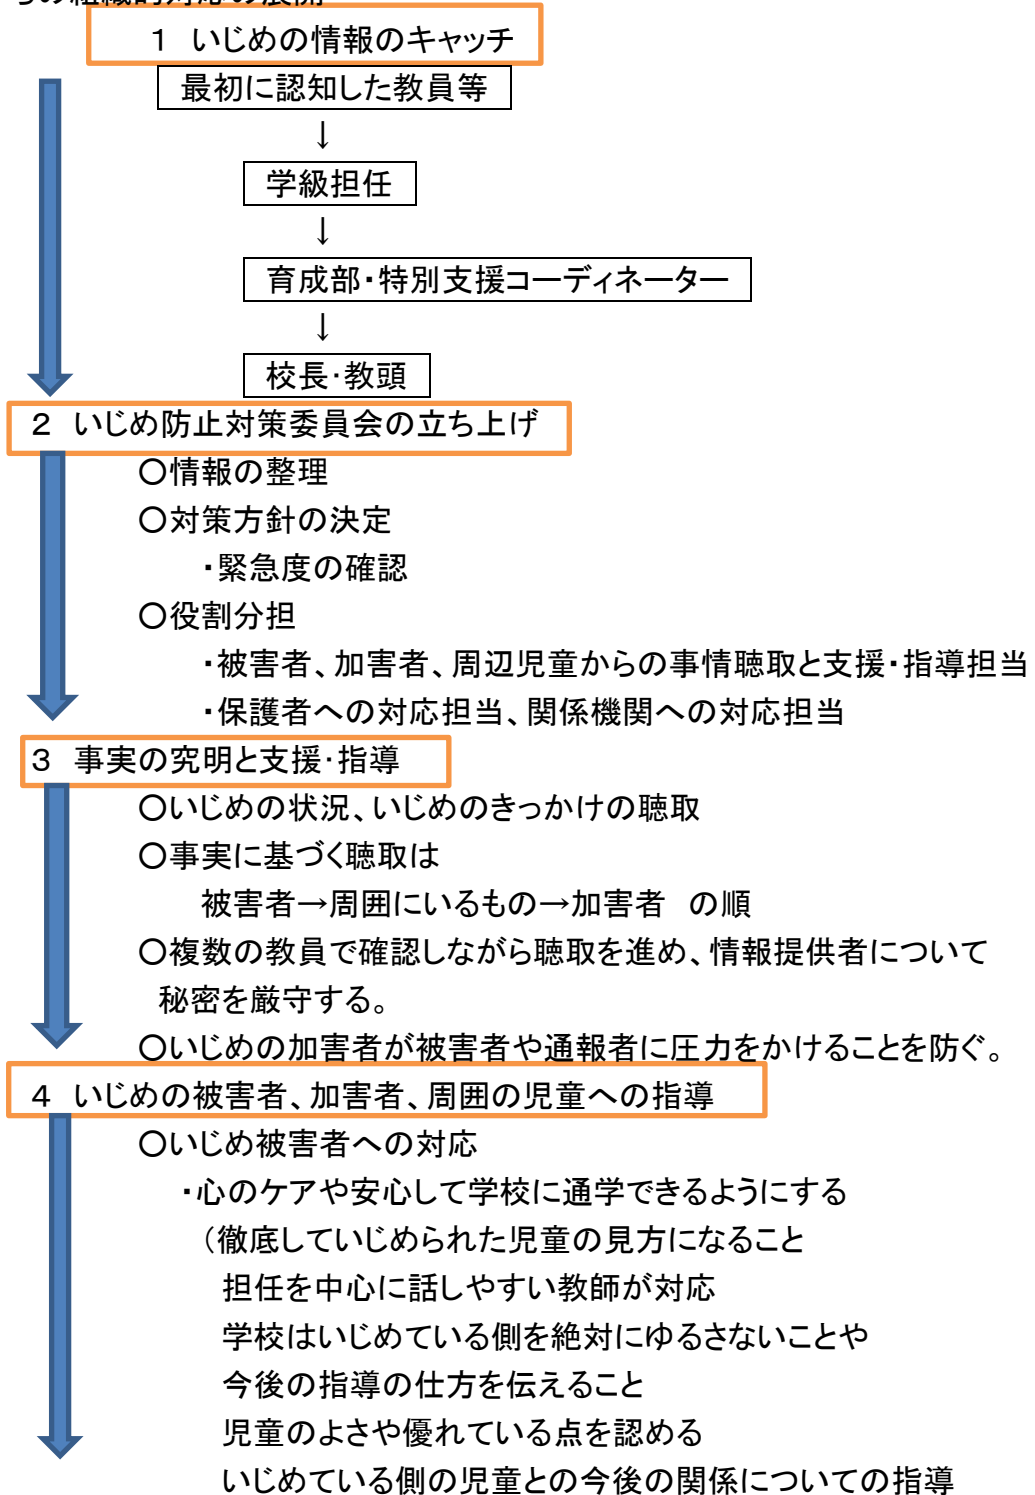 1 いじめの情報のキャッチ
最初に認知した教員等
↓
学級担任
↓
育成部・特別支援コーディネーター
↓
校長・教頭
2 いじめ防止対策委員会の立ち上げ
〇情報の整理
〇対策方針の決定
・緊急度の確認
〇役割分担
・被害者、加害者、周辺児童からの事情聴取と支援・指導担当
・保護者への対応担当、関係機関への対応担当
3 事実の究明と支援・指導
〇いじめの状況、いじめのきっかけの聴取
〇事実に基づく聴取は
被害者→周囲にいるもの→加害者 の順
〇複数の教員で確認しながら聴取を進め、情報提供者について
秘密を厳守する。
〇いじめの加害者が被害者や通報者に圧力をかけることを防ぐ。
4 いじめの被害者、加害者、周囲の児童への指導
〇いじめ被害者への対応
・心のケアや安心して学校に通学できるようにする
（徹底していじめられた児童の見方になること
担任を中心に話しやすい教師が対応
学校はいじめている側を絶対にゆるさないことや
今後の指導の仕方を伝えること
児童のよさや優れている点を認める
いじめている側の児童との今後の関係についての指導